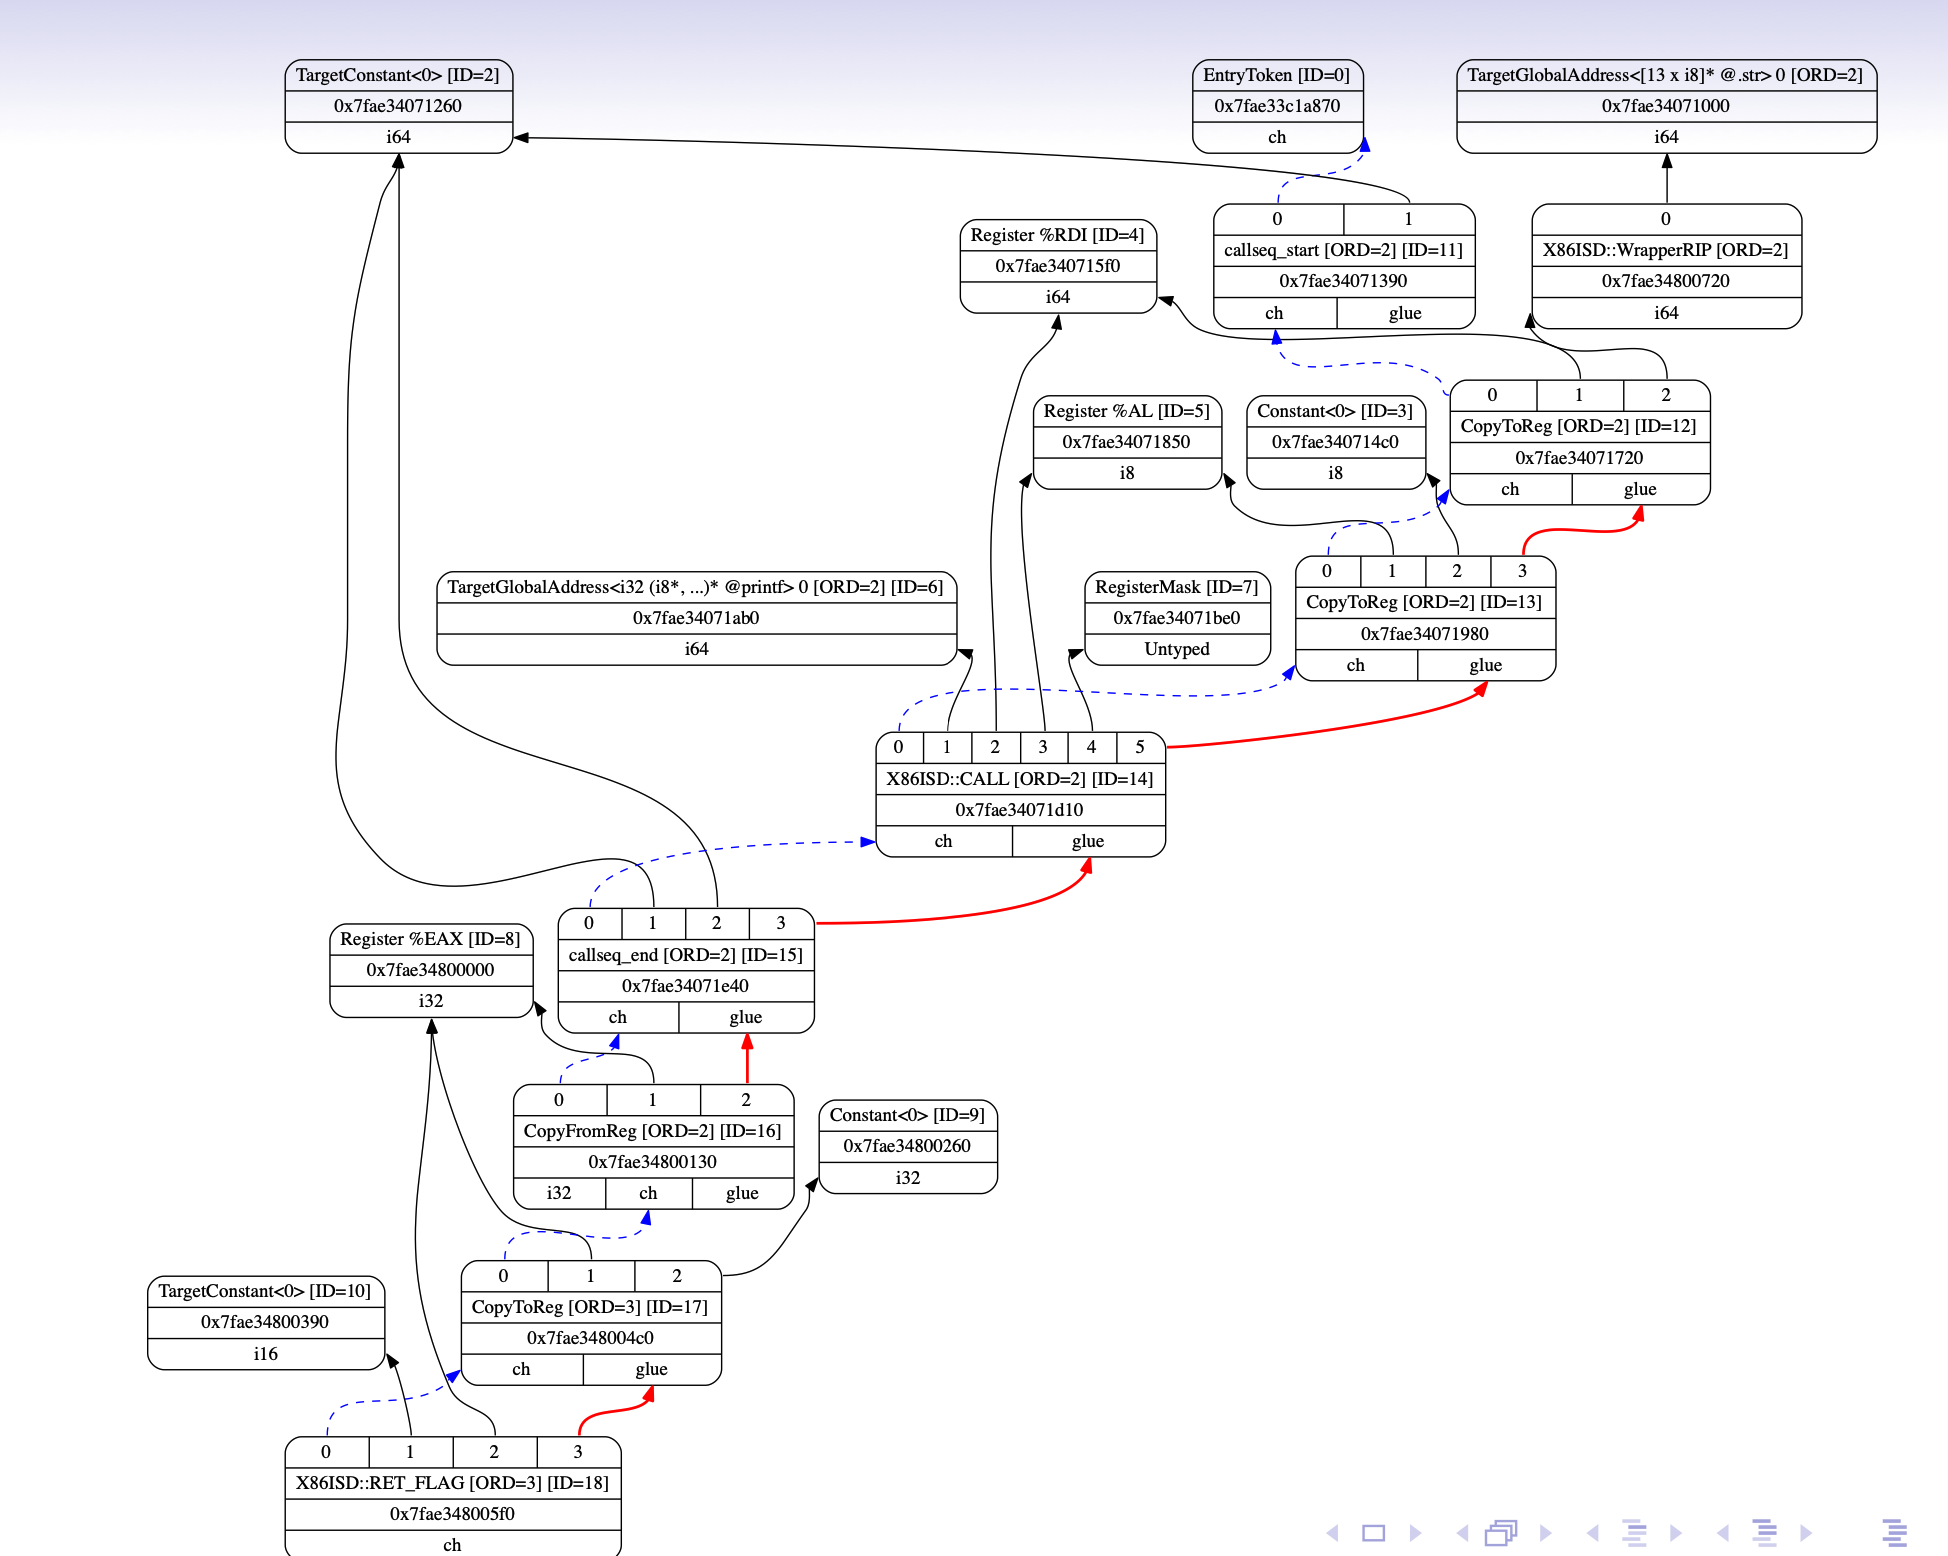 TargetConstant<0> [ID=2]
0x7fae34071260
i64
EntryToken [ID=0]
0x7fae33c1a870
ch
TargetGlobalAddress<[13 x i8]* @.str> 0 [ORD=2]
0x7fae34071000
i64
Register %RDI [ID=4]
0x7fae340715f0
i64
0 1
callseq_start [ORD=2] [ID=11]
0x7fae34071390
ch glue
0
X86ISD::WrapperRIP [ORD=2]
0x7fae34800720
i64
Register %AL [ID=5]
0x7fae34071850
i8
Constant<0> [ID=3]
0x7fae340714c0
i8
0 1 2
CopyToReg [ORD=2] [ID=12]
0x7fae34071720
ch glue
TargetGlobalAddress<i32 (i8*, ...)* @printf> 0 [ORD=2] [ID=6]
0x7fae34071ab0
i64
RegisterMask [ID=7]
0x7fae34071be0
Untyped
0 1 2 3
CopyToReg [ORD=2] [ID=13]
0x7fae34071980
ch glue
0 1 2 3 4 5
X86ISD::CALL [ORD=2] [ID=14]
0x7fae34071d10
ch glue
Register %EAX [ID=8]
0x7fae34800000
i32
0 1 2 3
callseq_end [ORD=2] [ID=15]
0x7fae34071e40
ch glue
0 1 2
CopyFromReg [ORD=2] [ID=16]
0x7fae34800130
i32 ch glue
Constant<0> [ID=9]
0x7fae34800260
i32
TargetConstant<0> [ID=10]
0x7fae34800390
i16
0 1 2
CopyToReg [ORD=3] [ID=17]
0x7fae348004c0
ch glue
0 1 2 3
X86ISD::RET_FLAG [ORD=3] [ID=18]
0x7fae348005f0
ch